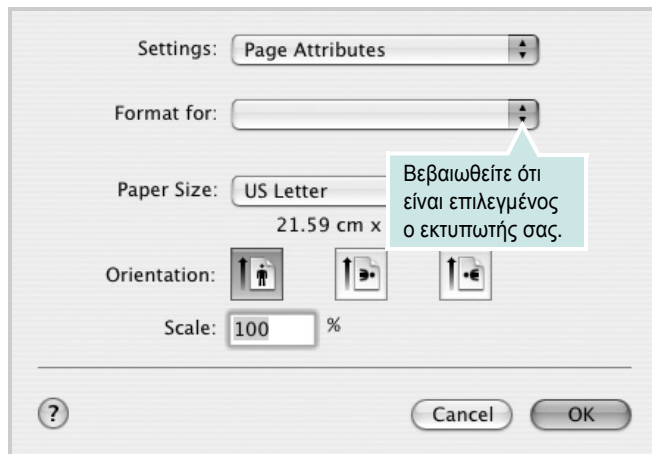 Settings: Page Attributes
Format for:
Βεβαιωθείτε ότι
είναι επιλεγμένος
ο εκτυπωτής σας.
Paper Size: US Letter
21.59 cm x
Orientation:
Scale: 100 %
? Cancel OK